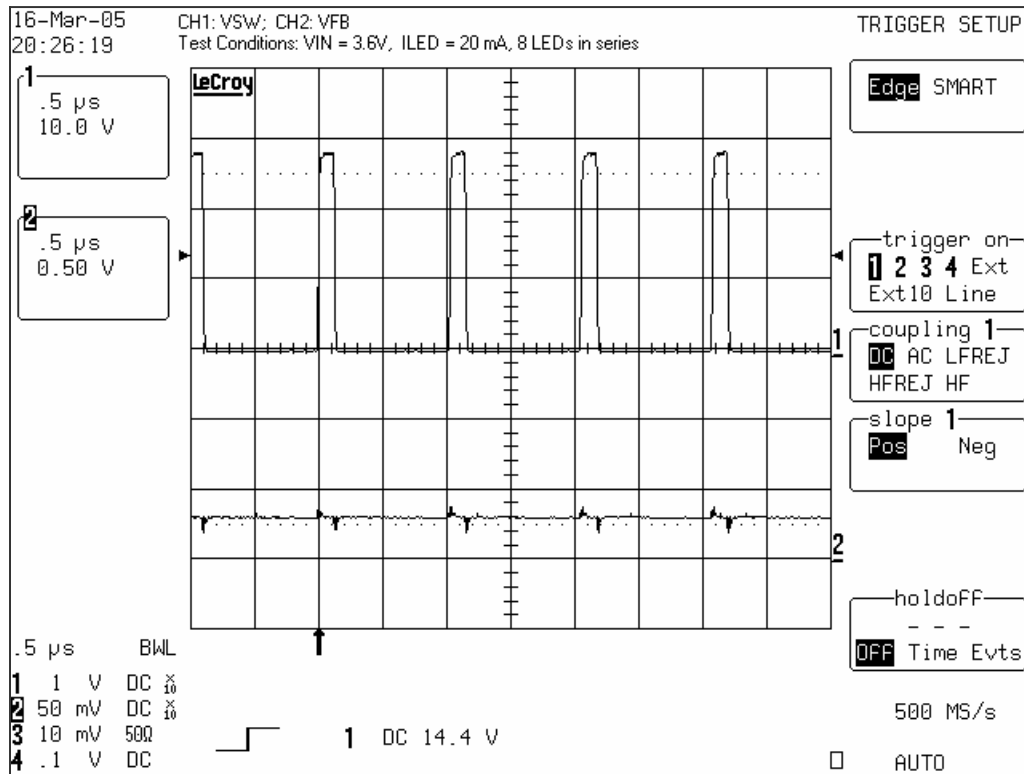 16-Mar-05
20:26:19
CH1: VSW; CH2: VFB
Test Conditions: VIN = 3.6V, ILED = 20 mA, 8 LEDs in series
TRIGGER SETUP
1
.5 µs
10.0 V
2
.5 µs
0.50 V
LeCroy
Edge SMART
trigger on
1 2 3 4 Ext
Ext10 Line
1
coupling 1
DC AC LFREJ
HFREJ HF
slope 1
Pos Neg
2
holdoff
- - -
OFF Time Evts
.5 µs BWL
1 1 V DC X10
2 50 mV DC X10
3 10 mV 50Ω
4 .1 V DC
1 DC 14.4 V
500 MS/s
AUTO